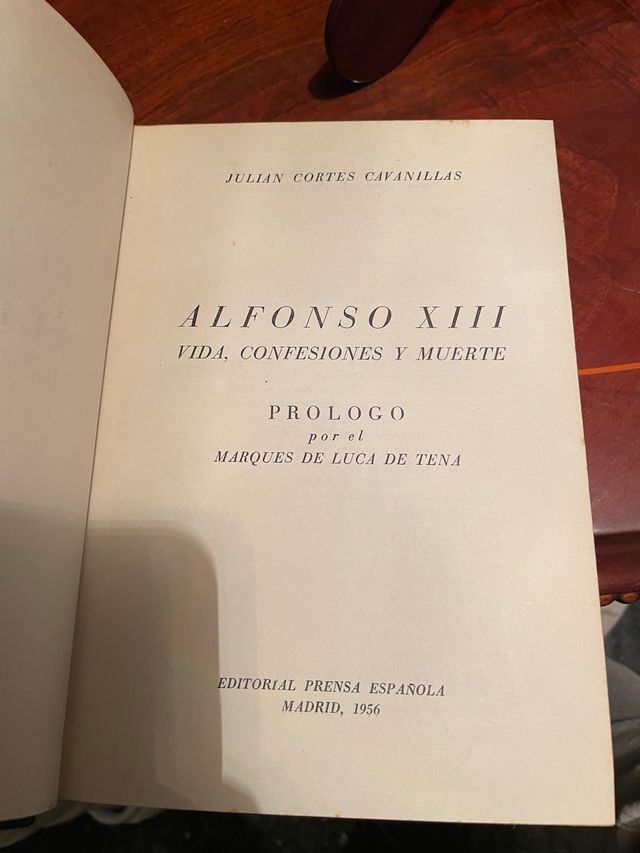 JULIAN CORTES CAVANILLAS
ALFONSO XIII
VIDA, CONFESIONES Y MUERTE
PROLOGO
por el
MARQUES DE LUCA DE TENA
EDITORIAL PRENSA ESPAÑOLA
MADRID, 1956